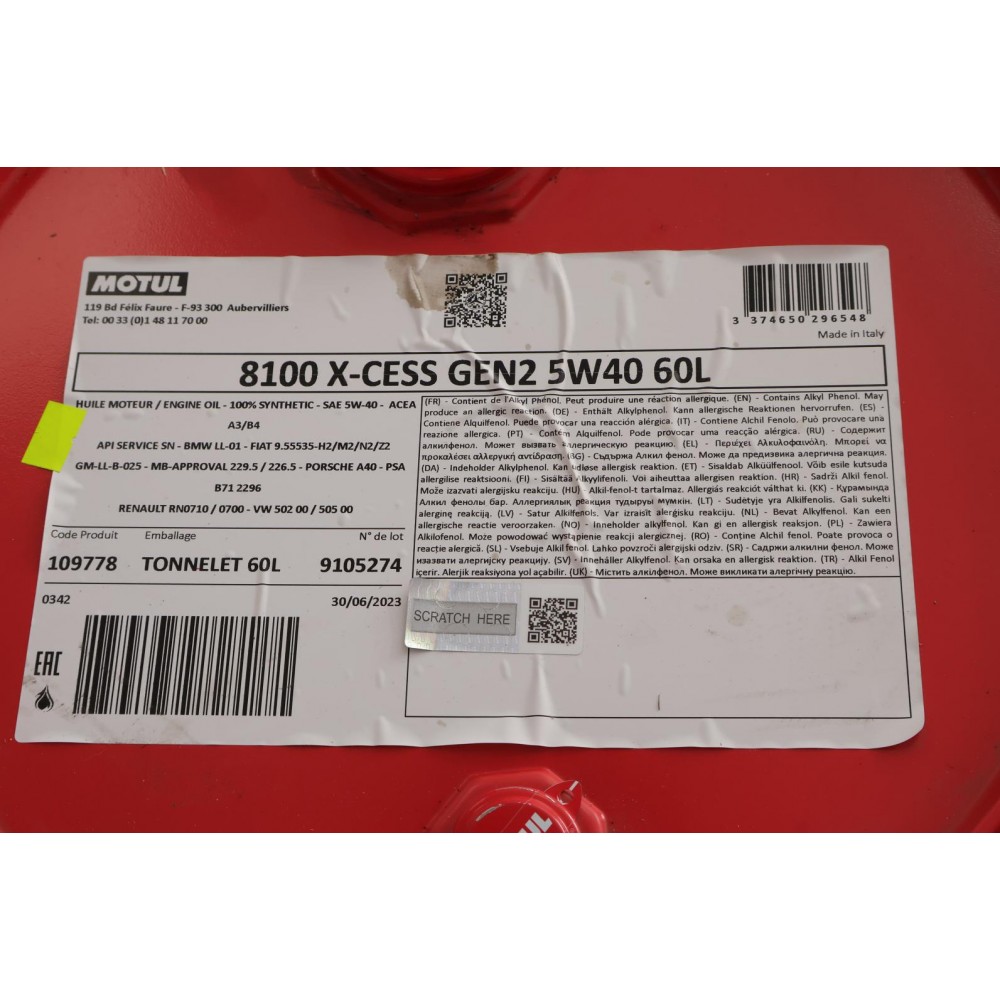 MOTUL
119 Bd Félix Faure - F-93 300 Aubervilliers
Tel: 00 33 (0)1 48 11 70 00
3 374650 296548
Made in Italy
8100 X-CESS GEN2 5W40 60L
HUILE MOTEUR / ENGINE OIL - 100% SYNTHETIC - SAE 5W-40 - ACEA
A3/B4
API SERVICE SN - BMW LL-01 - FIAT 9.55535-H2/M2/N2/Z2
GM-LL-B-025 - MB-APPROVAL 229.5 / 226.5 - PORSCHE A40 - PSA
B71 2296
RENAULT RN0710 / 0700 - VW 502 00 / 505 00
Code Produit Emballage N° de lot
109778 TONNELET 60L 9105274
0342 30/06/2023
EAC
(FR) - Contient de l'Alkyl Phénol. Peut produire une réaction allergique. (EN) - Contains Alkyl Phenol. May
produce an allergic reaction. (DE) - Enthält Alkylphenol. Kann allergische Reaktionen hervorrufen. (ES) -
Contiene Alquilfenol. Puede provocar una reacción alérgica. (IT) - Contiene Alchil Fenolo. Può provocare una
reazione allergica. (PT) - Contém Alquilfenol. Pode provocar uma reacção alérgica. (RU) - Содержит
алкилфенол. Может вызвать аллергическую реакцию. (EL) - Περιέχει Αλκυλοφαινόλη. Μπορεί να
προκαλέσει αλλεργική αντίδραση. (BG) - Съдържа Алкил фенол. Може да предизвика алергична реакция.
(DA) - Indeholder Alkylphenol. Kan udløse allergisk reaktion. (ET) - Sisaldab Alküülfenool. Võib esile kutsuda
allergilise reaktsiooni. (FI) - Sisältää Alkyylifenoli. Voi aiheuttaa allergisen reaktion. (HR) - Sadrži Alkil fenol.
Može izazvati alergijsku reakciju. (HU) - Alkil-fenol-t tartalmaz. Allergiás reakciót válthat ki. (KK) - Құрамында
Алкил фенолы бар. Аллергиялық реакция тудыруы мүмкін. (LT) - Sudėtyje yra Alkilfenolis. Gali sukelti
alerginę reakciją. (LV) - Satur Alkilfenols. Var izraisīt alerģisku reakciju. (NL) - Bevat Alkylfenol. Kan een
allergische reactie veroorzaken. (NO) - Inneholder alkylfenol. Kan gi en allergisk reaksjon. (PL) - Zawiera
Alkilofenol. Może powodować wystąpienie reakcji alergicznej. (RO) - Conține Alchil Fenol. Poate provoca o
reacție alergică. (SL) - Vsebuje Alkil fenol. Lahko povzroči alergijski odziv. (SR) - Садржи алкилни фенол. Може
изазвати алергијску реакцију. (SV) - Innehåller Alkylfenol. Kan orsaka en allergisk reaktion. (TR) - Alkil Fenol
içerir. Alerjik reaksiyona yol açabilir. (UK) - Містить алкілфенол. Може викликати алергічну реакцію.
SCRATCH HERE